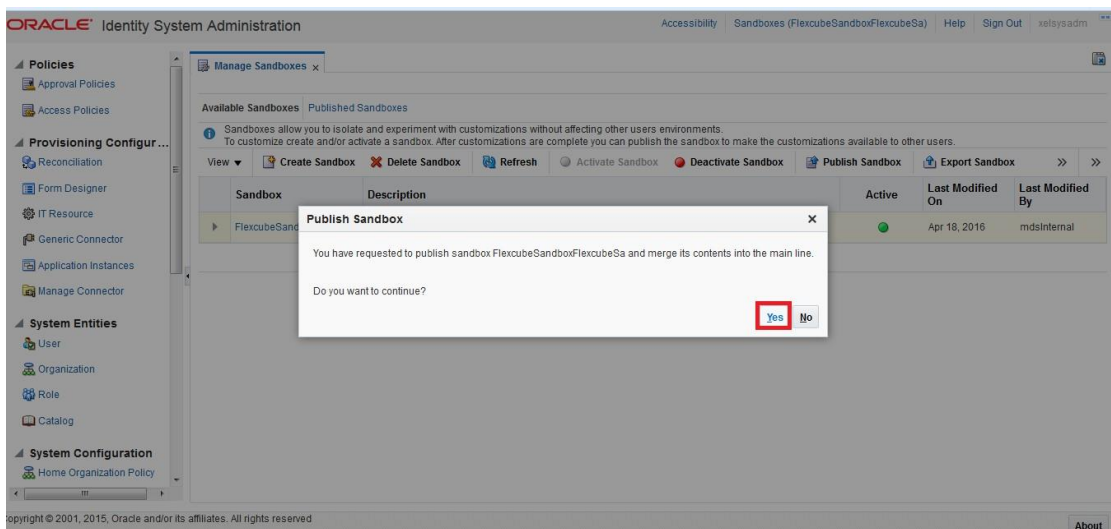 ORACLE® Identity System Administration
Accessibility Sandboxes (FlexcubeSandboxFlexcubeSa) Help Sign Out xelsysadm
Policies
Approval Policies
Access Policies
Provisioning Configur...
Reconciliation
Form Designer
IT Resource
Generic Connector
Application Instances
Manage Connector
System Entities
User
Organization
Role
Catalog
System Configuration
Home Organization Policy
Manage Sandboxes x
Available Sandboxes Published Sandboxes
Sandboxes allow you to isolate and experiment with customizations without affecting other users environments.
To customize create and/or activate a sandbox. After customizations are complete you can publish the sandbox to make the customizations available to other users.
View Create Sandbox Delete Sandbox Refresh Activate Sandbox Deactivate Sandbox Publish Sandbox Export Sandbox » »
Sandbox Description Active Last Modified On Last Modified By
FlexcubeSand Apr 18, 2016 mdsInternal
Publish Sandbox x
You have requested to publish sandbox FlexcubeSandboxFlexcubeSa and merge its contents into the main line.
Do you want to continue?
Yes No
opyright © 2001, 2015, Oracle and/or its affiliates. All rights reserved
About